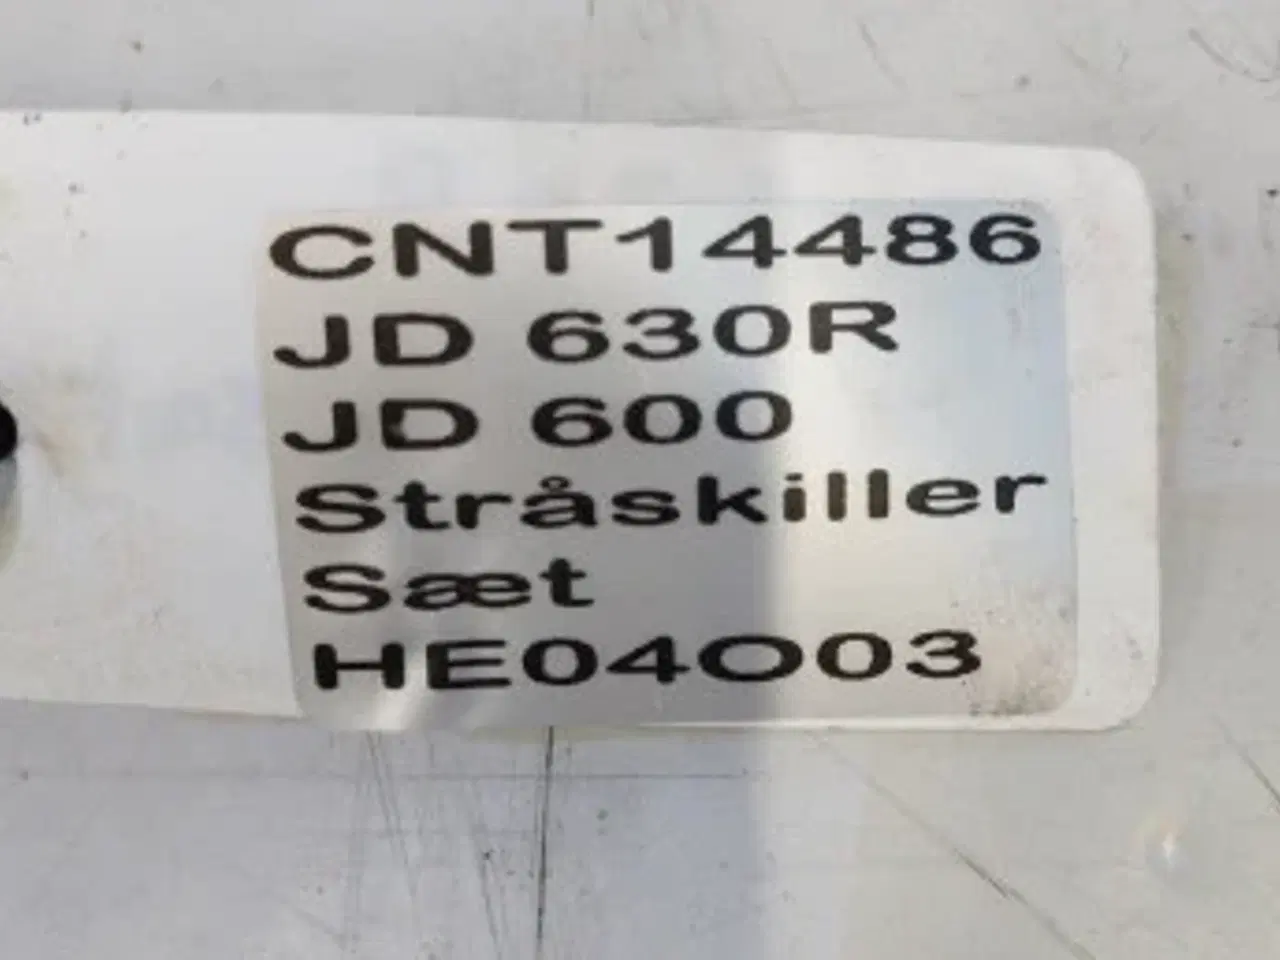 CNT14486
JD 630R
JD 600
Stråskiller
Sæt
HE04O03